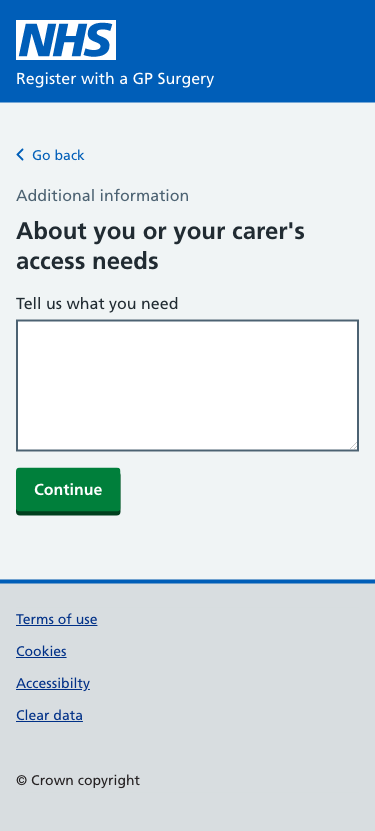 NHS
Register with a GP Surgery
Go back
Additional information
About you or your carer's
access needs
Tell us what you need
Continue
Terms of use
Cookies
Accessibilty
Clear data
© Crown copyright